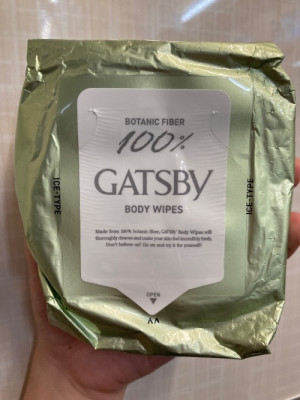 BOTANIC FIBER
100%
GATSBY
BODY WIPES
Made from 100% botanic fiber, GATSBY Body Wipes will
thoroughly cleanse and make your skin feel incredibly fresh.
Don't believe us? Go on and try it for yourself!
ICE-TYPE
ICE-TYPE
OPEN